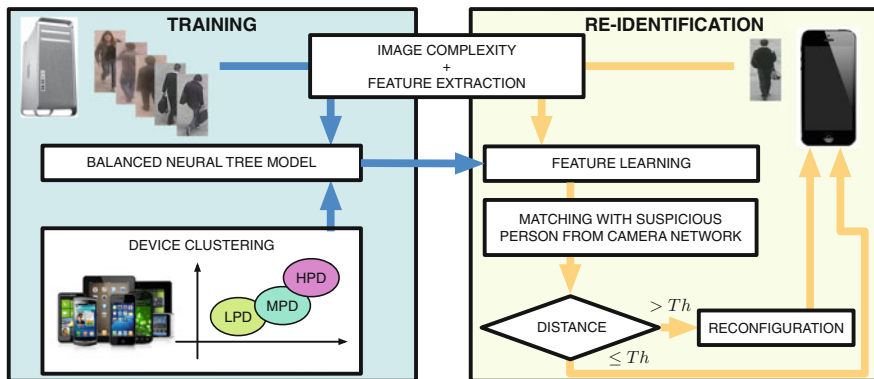 TRAINING
RE-IDENTIFICATION
IMAGE COMPLEXITY
+
FEATURE EXTRACTION
BALANCED NEURAL TREE MODEL
FEATURE LEARNING
DEVICE CLUSTERING
HPD
MPD
LPD
MATCHING WITH SUSPICIOUS
PERSON FROM CAMERA NETWORK
DISTANCE
> Th
RECONFIGURATION
≤ Th